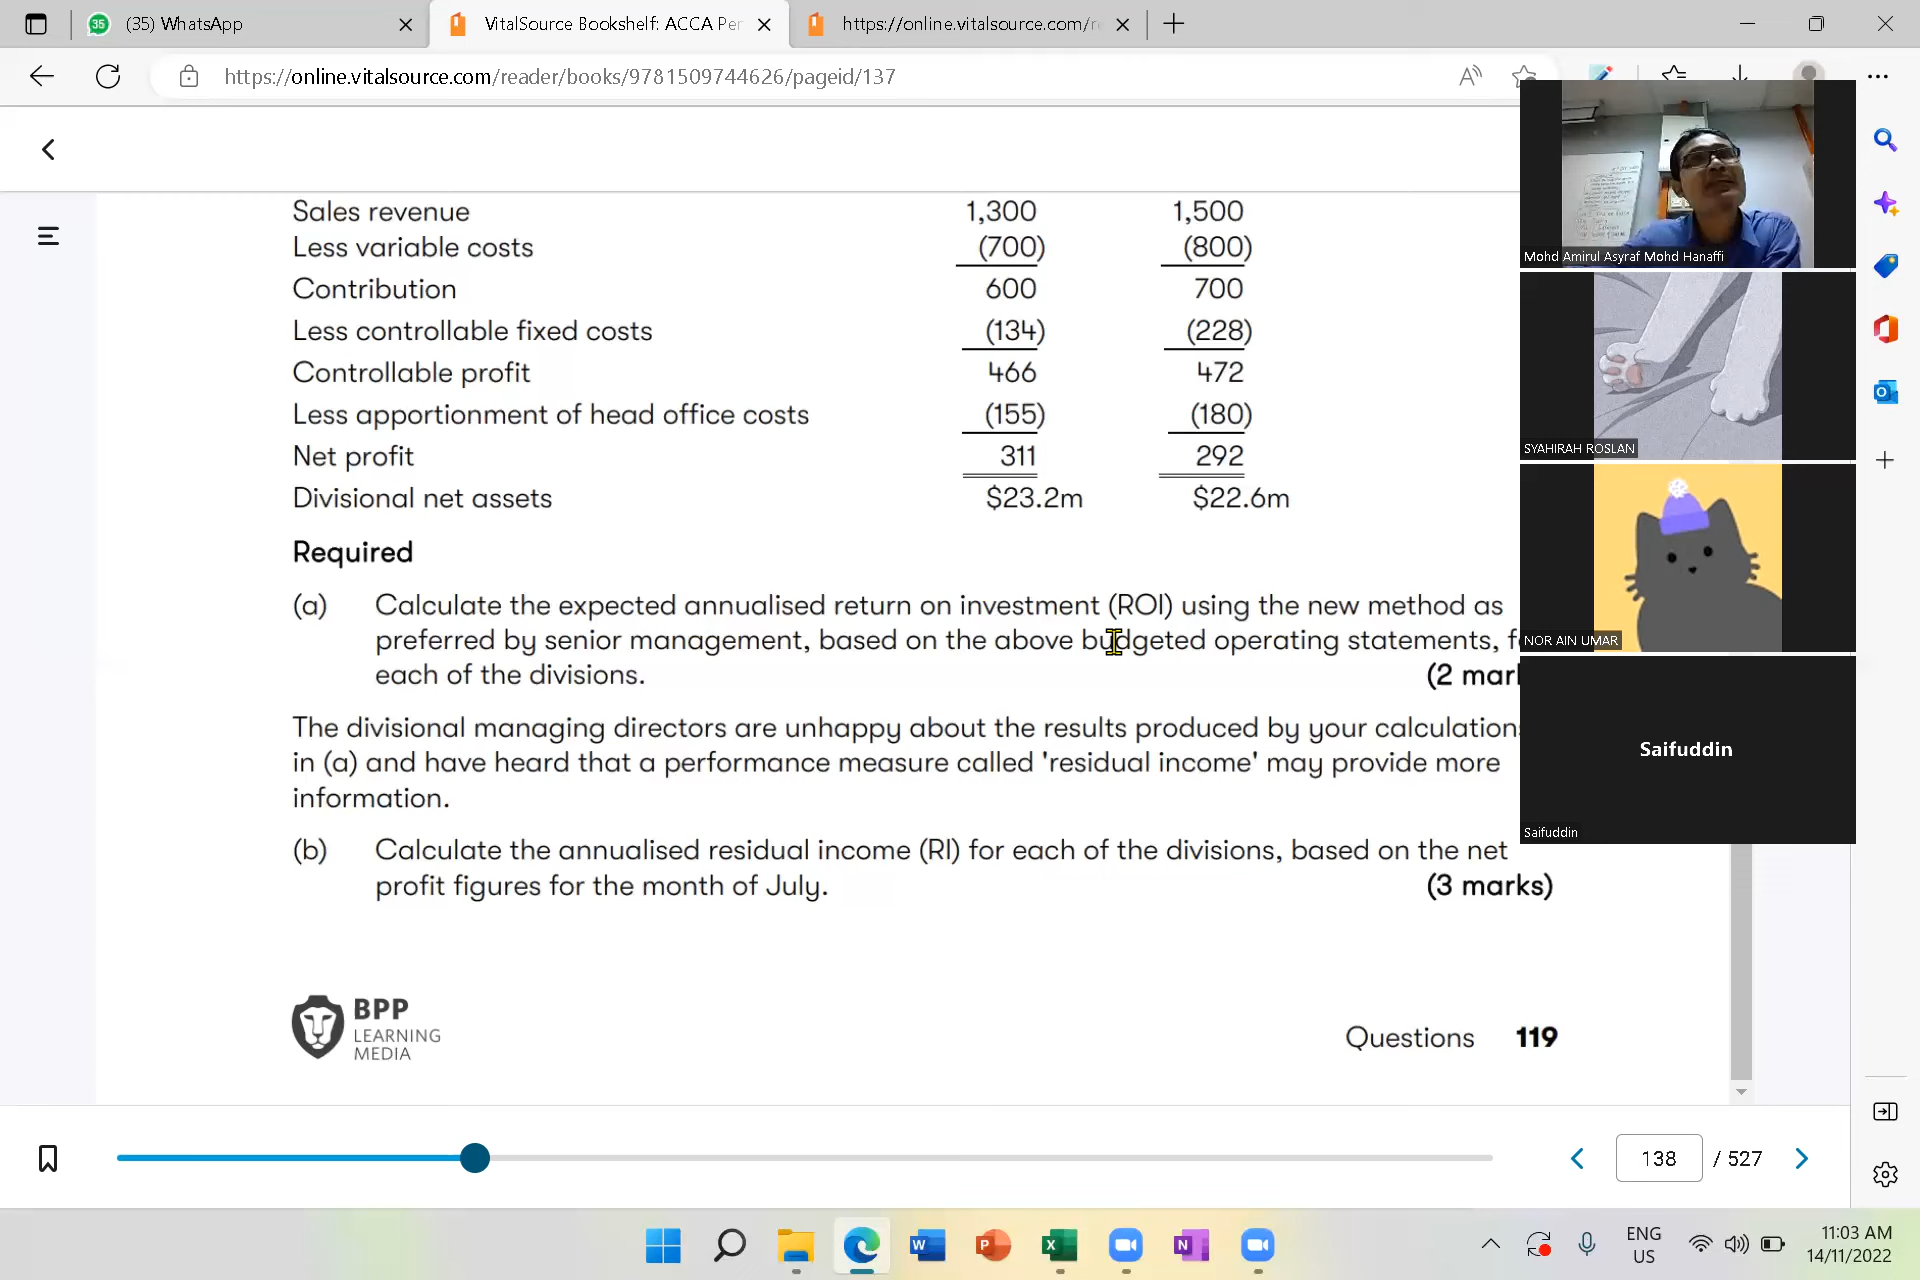 (35) WhatsApp
VitalSource Bookshelf: ACCA Per
https://online.vitalsource.com/r
https://online.vitalsource.com/reader/books/9781509744626/pageid/137
Sales revenue 1,300 1,500
Less variable costs (700) (800)
Contribution 600 700
Less controllable fixed costs (134) (228)
Controllable profit 466 472
Less apportionment of head office costs (155) (180)
Net profit 311 292
Divisional net assets $23.2m $22.6m
Required
(a) Calculate the expected annualised return on investment (ROI) using the new method as
preferred by senior management, based on the above budgeted operating statements, f
each of the divisions. (2 mar
The divisional managing directors are unhappy about the results produced by your calculations
in (a) and have heard that a performance measure called 'residual income' may provide more
information.
(b) Calculate the annualised residual income (RI) for each of the divisions, based on the net
profit figures for the month of July. (3 marks)
BPP
LEARNING
MEDIA
Questions 119
138 / 527
Mohd Amirul Asyraf Mohd Hanaffi
SYAHIRAH ROSLAN
NOR AIN UMAR
Saifuddin
Saifuddin
ENG
US
11:03 AM
14/11/2022